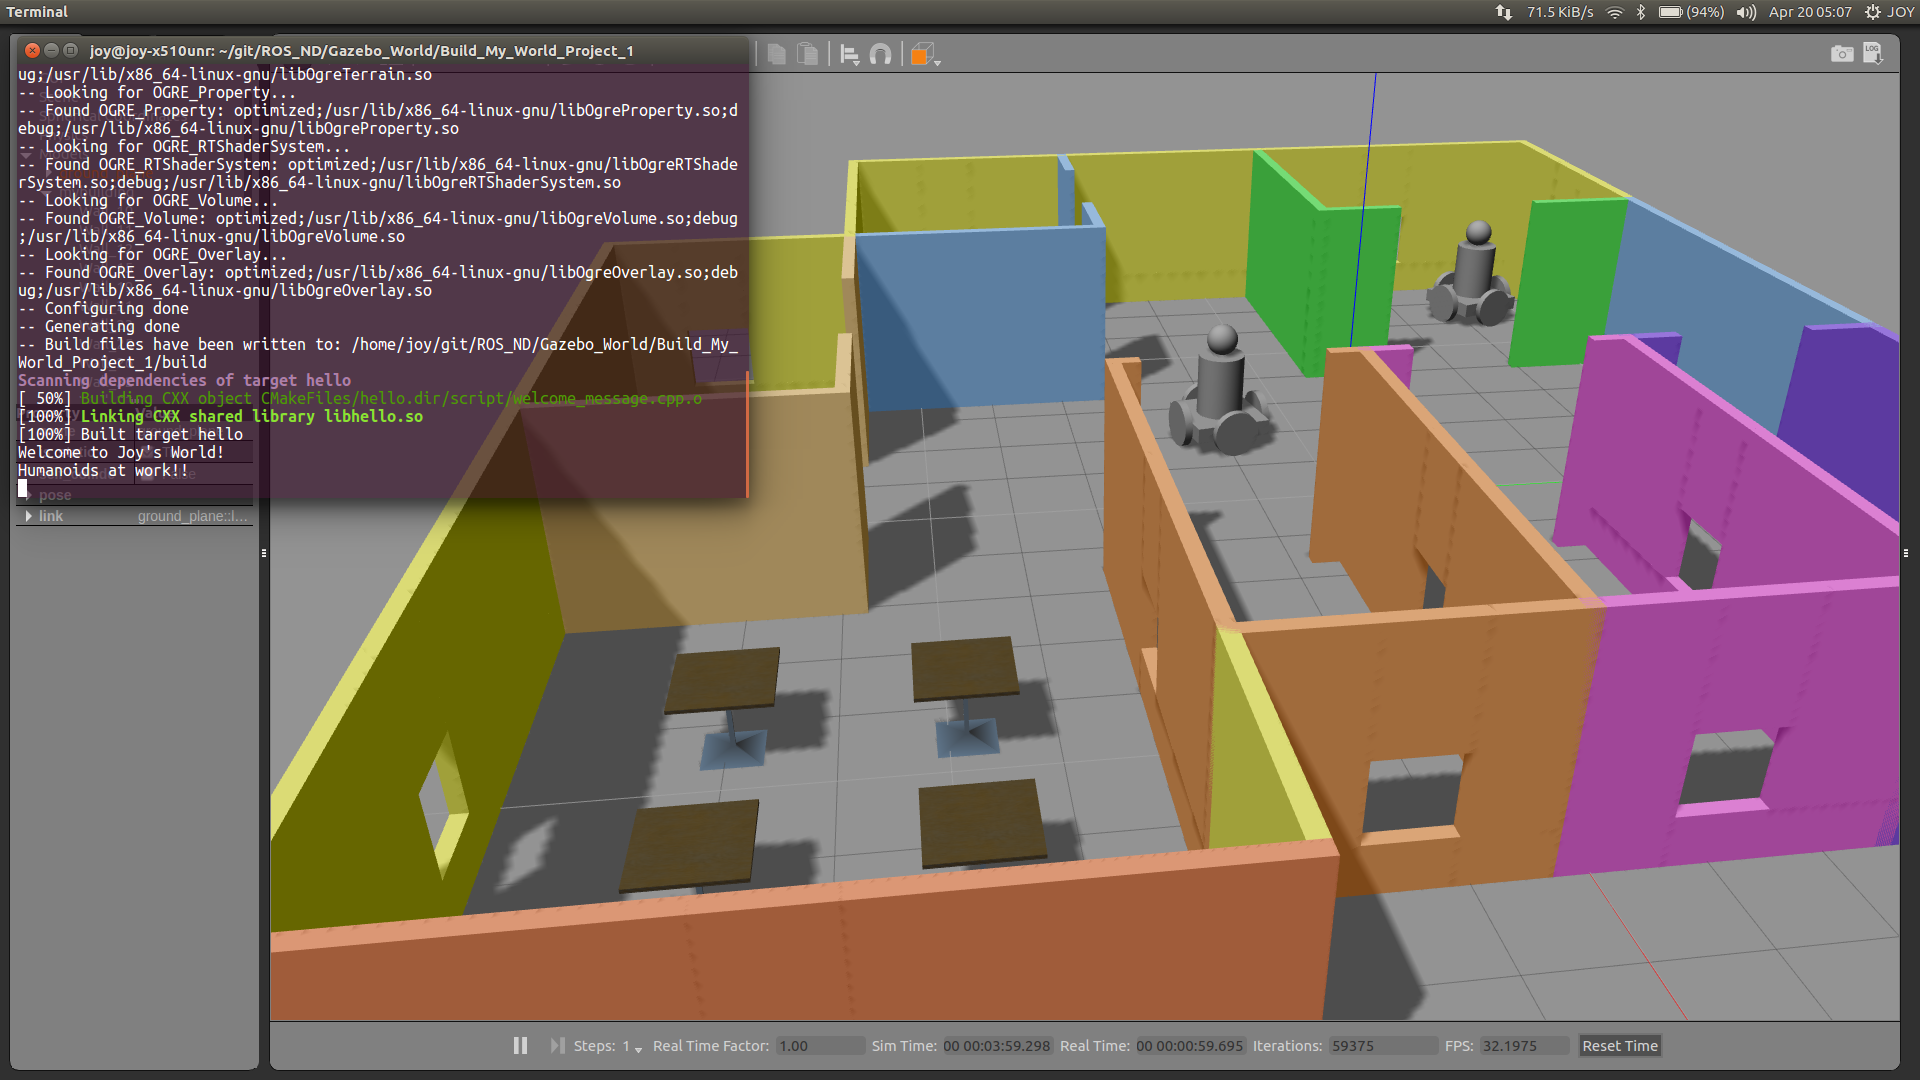 Terminal
71.5 KiB/s
(94%)
Apr 20 05:07
JOY
joy@joy-x510unr: ~/git/ROS_ND/Gazebo_World/Build_My_World_Project_1
LOG
ug;/usr/lib/x86_64-linux-gnu/libOgreTerrain.so
-- Looking for OGRE_Property...
-- Found OGRE_Property: optimized;/usr/lib/x86_64-linux-gnu/libOgreProperty.so;d
ebug;/usr/lib/x86_64-linux-gnu/libOgreProperty.so
-- Looking for OGRE_RTShaderSystem...
-- Found OGRE_RTShaderSystem: optimized;/usr/lib/x86_64-linux-gnu/libOgreRTShade
rSystem.so;debug;/usr/lib/x86_64-linux-gnu/libOgreRTShaderSystem.so
-- Looking for OGRE_Volume...
-- Found OGRE_Volume: optimized;/usr/lib/x86_64-linux-gnu/libOgreVolume.so;debug
;/usr/lib/x86_64-linux-gnu/libOgreVolume.so
-- Looking for OGRE_Overlay...
-- Found OGRE_Overlay: optimized;/usr/lib/x86_64-linux-gnu/libOgreOverlay.so;deb
ug;/usr/lib/x86_64-linux-gnu/libOgreOverlay.so
-- Configuring done
-- Generating done
-- Build files have been written to: /home/joy/git/ROS_ND/Gazebo_World/Build_My_
World_Project_1/build
Scanning dependencies of target hello
[ 50%] Building CXX object CMakeFiles/hello.dir/script/welcome_message.cpp.o
[100%] Linking CXX shared library libhello.so
[100%] Built target hello
Welcome to Joy's World!
Humanoids at work!!
pose
link ground_plane::l...
Steps: 1
Real Time Factor: 1.00
Sim Time: 00 00:03:59.298
Real Time: 00 00:00:59.695
Iterations: 59375
FPS: 32.1975
Reset Time